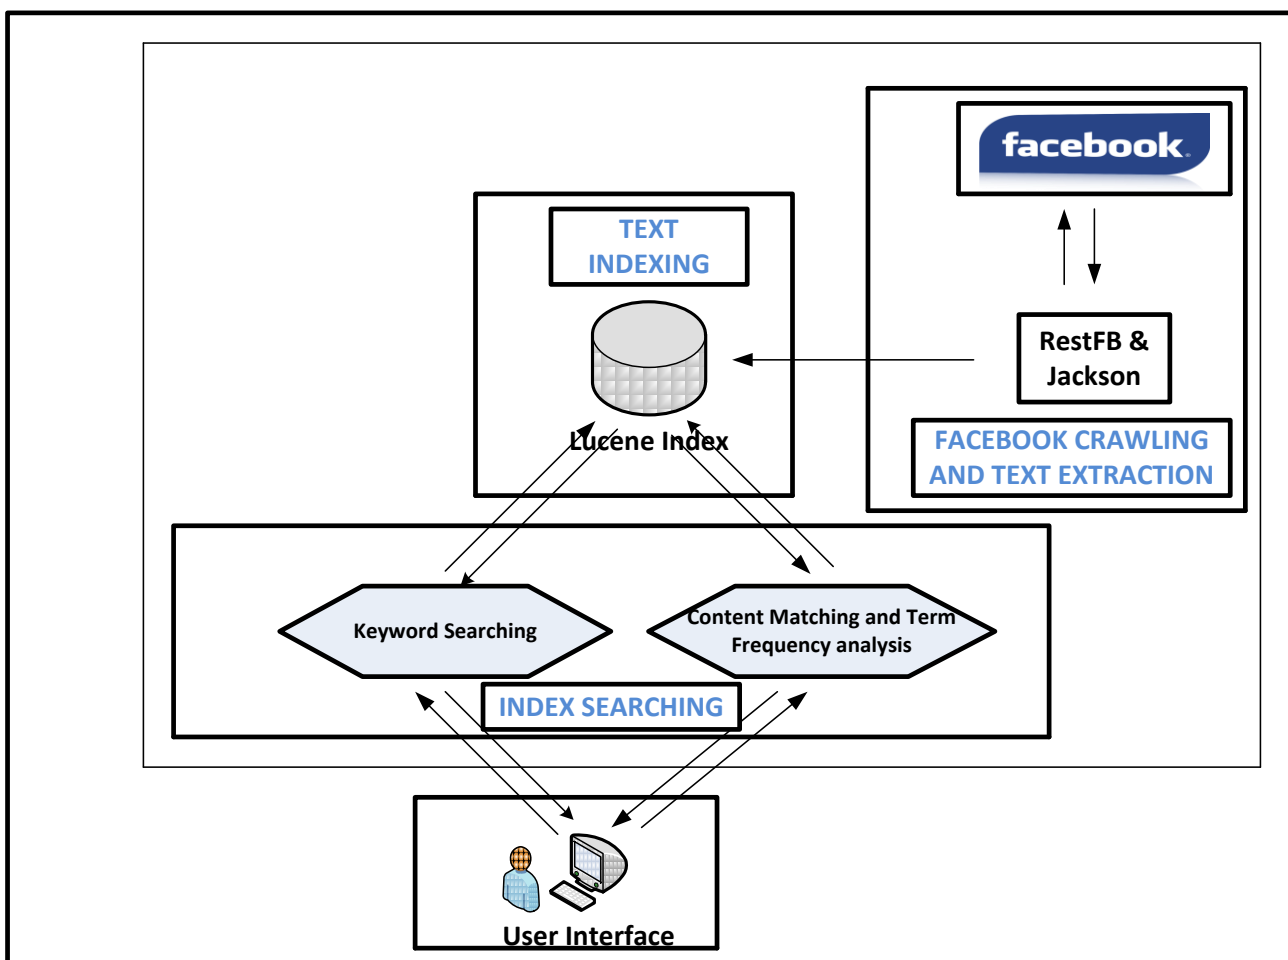 facebook.
TEXT
INDEXING
RestFB &
Jackson
Lucene Index
FACEBOOK CRAWLING
AND TEXT EXTRACTION
Keyword Searching
Content Matching and Term
Frequency analysis
INDEX SEARCHING
User Interface